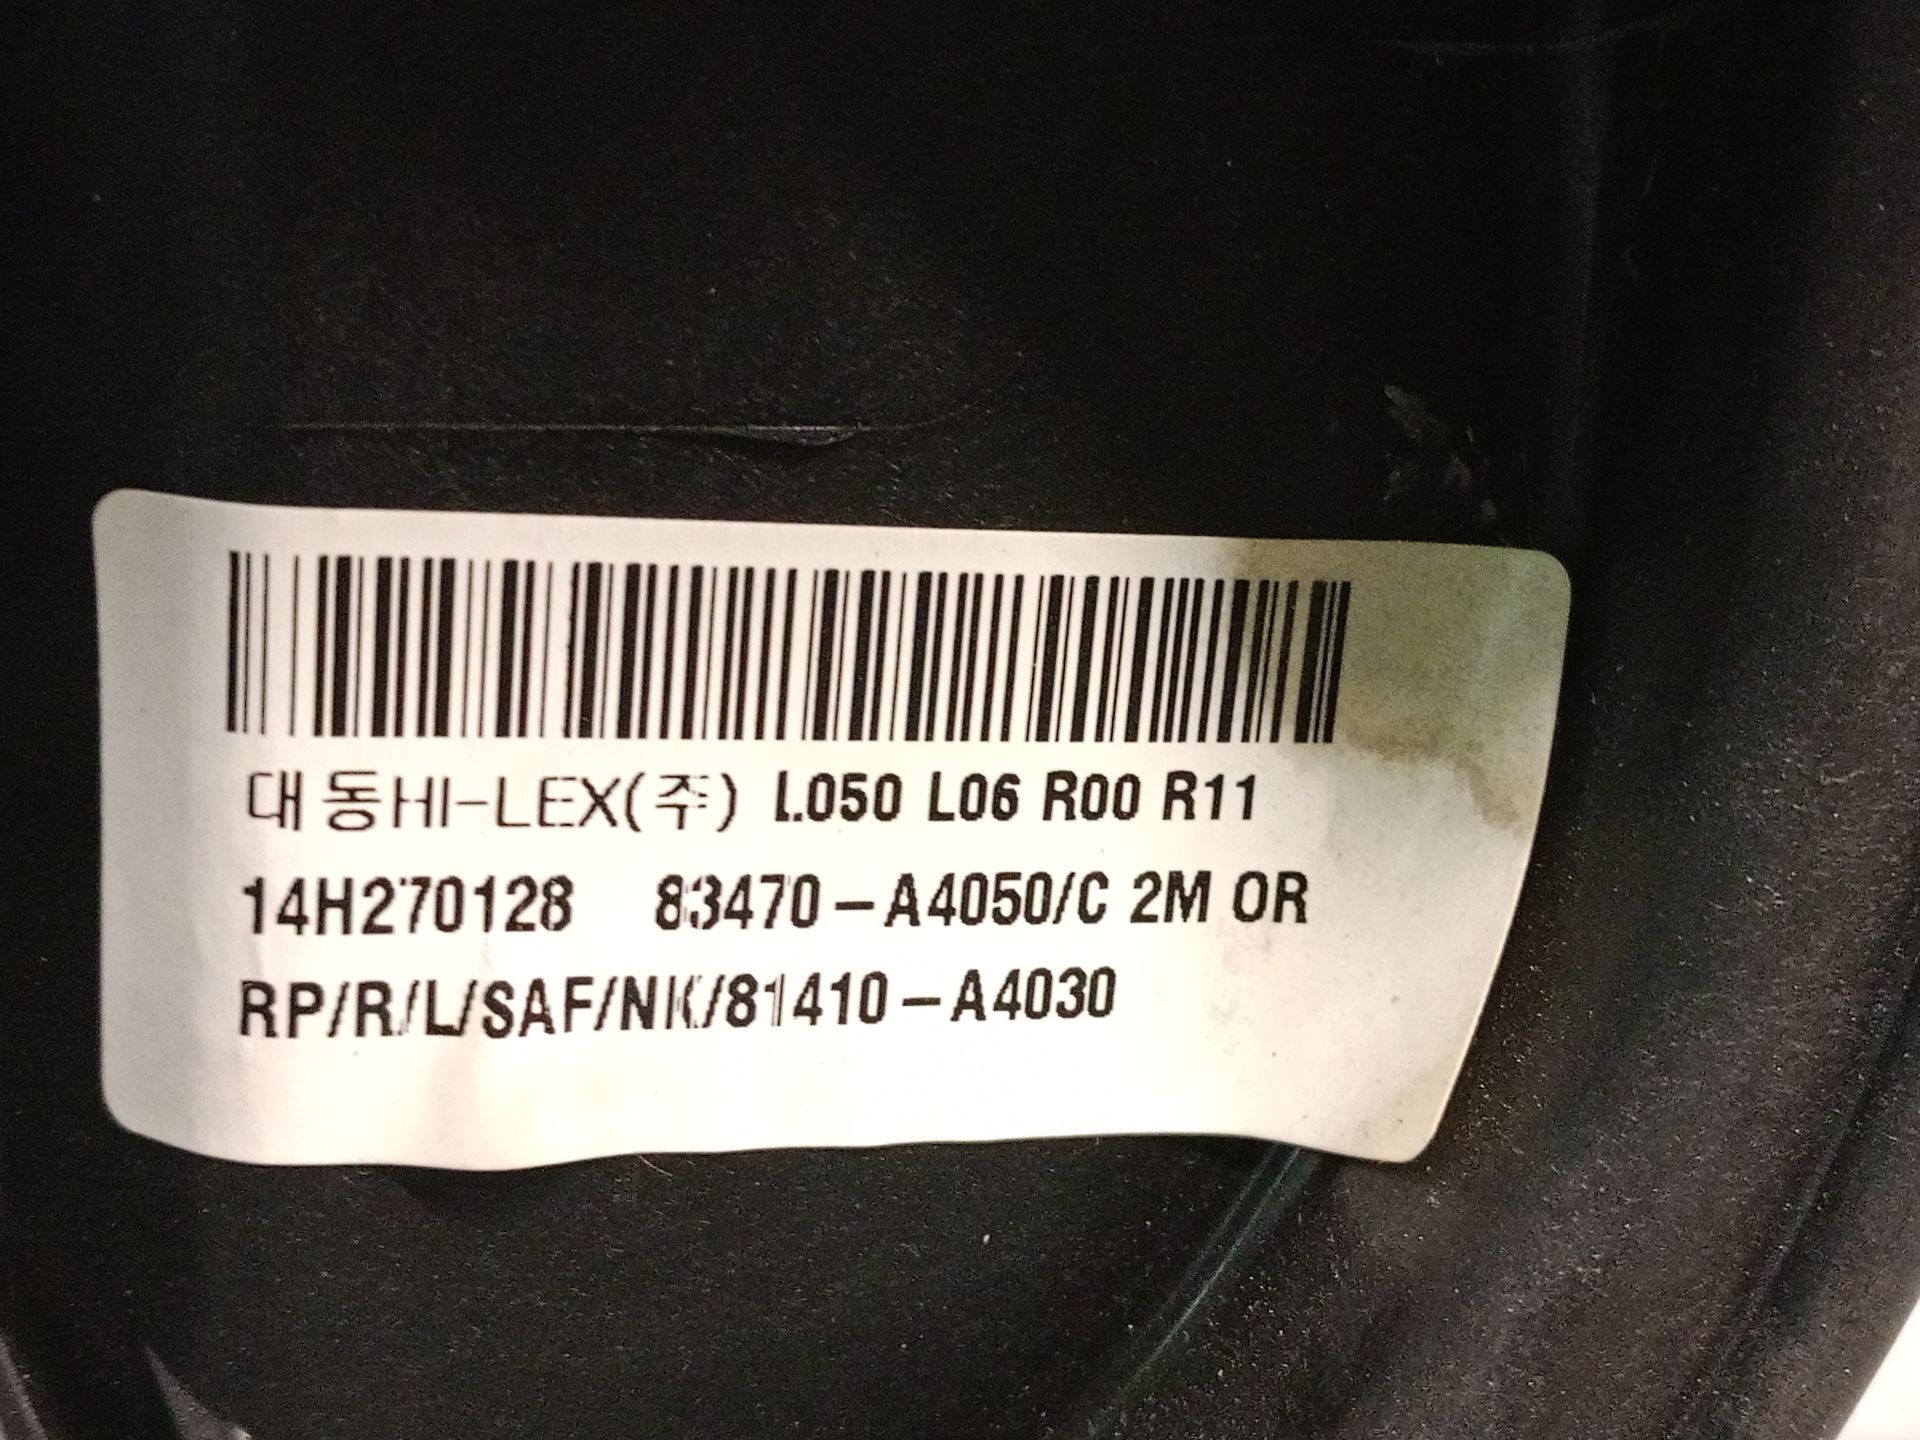 대동HI-LEX(주) L050 L06 R00 R11
14H270128 83470-A4050/C 2M OR
RP/R/L/SAF/NK/81410-A4030